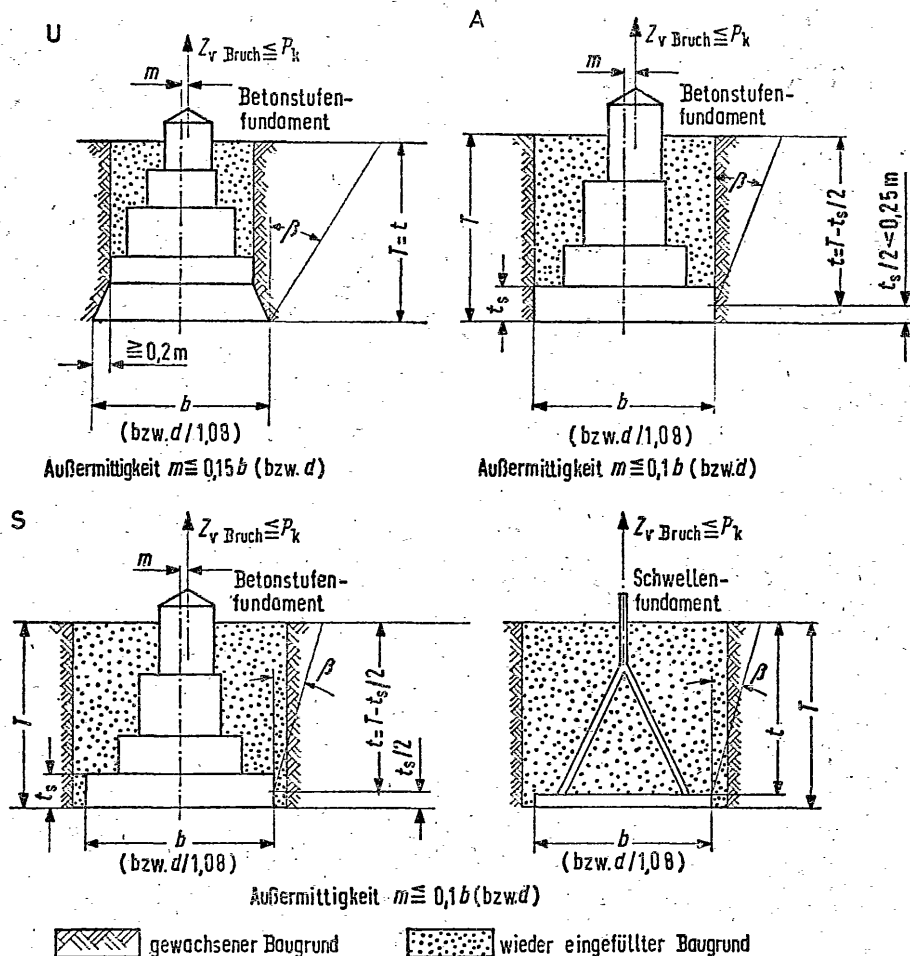 U
Z_v Bruch ≦ P_k
m
Betonstufen-
fundament
β
T = t
≧ 0,2 m
b
(bzw. d/1,08)
Außermittigkeit m ≦ 0,15 b (bzw. d)
A
Z_v Bruch ≦ P_k
m
Betonstufen-
fundament
T
β
t = T - t_s/2
t_s/2 < 0,25 m
t_s
b
(bzw. d/1,08)
Außermittigkeit m ≦ 0,1 b (bzw. d)
S
Z_v Bruch ≦ P_k
m
Betonstufen-
fundament
T
β
t = T - t_s/2
t_s/2
t_s
b
(bzw. d/1,08)
Z_v Bruch ≦ P_k
Schwellen-
fundament
β
t
T
b
(bzw. d/1,08)
Außermittigkeit m ≦ 0,1 b (bzw. d)
gewachsener Baugrund
wieder eingefüllter Baugrund